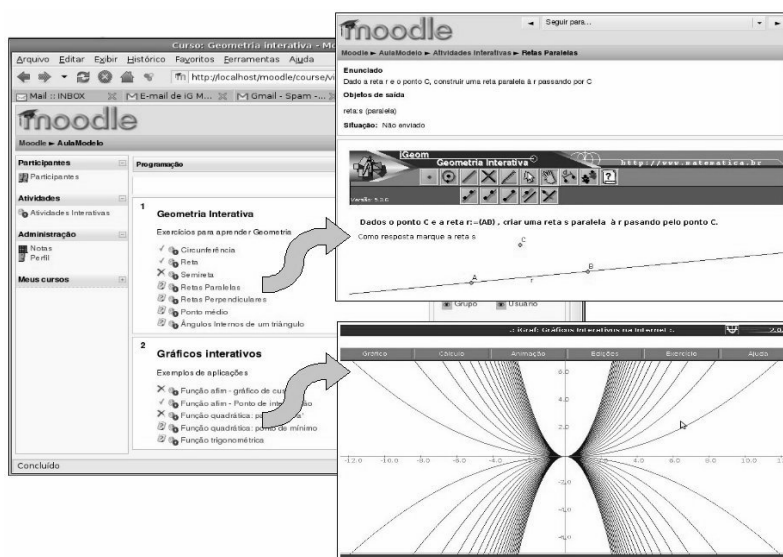 Curso: Geometria interativa - Mo
Arquivo Editar Exibir Histórico Favoritos Ferramentas Ajuda
http://localhost/moodle/course/vi
Mail :: INBOX
E-mail de iG M...
Gmail - Spam -...
moodle
Moodle ► AulaModelo
Participantes
Participantes
Atividades
Atividades Interativas
Administração
Notas
Perfil
Meus cursos
Programação
1
Geometria Interativa
Exercícios para aprender Geometria
Circunferência
Reta
Semireta
Retas Paralelas
Retas Perpendiculares
Ponto médio
Ângulos Internos de um triângulo
2
Gráficos interativos
Exemplos de aplicações
Função afim - gráfico de
Função afim - Ponto de
Função quadrática:
Função quadrática: ponto de mínimo
Função trigonométrica
Grupo
Usuário
Concluído
moodle
Seguir para...
Moodle ► AulaModelo ► Atividades Interativas ► Retas Paralelas
Enunciado
Dado a reta r e o ponto C, construir uma reta paralela à r passando por C
Objetos de saída
reta:s (paralela)
Situação: Não enviado
iGeom
Geometria Interativa
http://www.matematica.br
Dados o ponto C e a reta r:=(AB) , criar uma reta s paralela à r pasando pelo ponto C.
Como resposta marque a reta s
C
A
r
B
.: iGraf: Gráficos Interativos na Internet :.
2.0
Gráfico Cálculo Animação Edições Exercício Ajuda
6.0
4.0
2.0
-12.0 -10.0 -8.0 -6.0 -4.0 -2.0 2.0 4.0 6.0 8.0 10.0
-2.0
-4.0